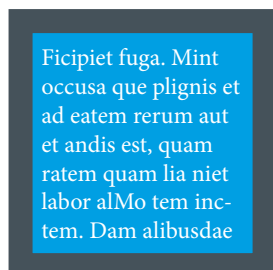 Ficipiet fuga. Mint
occusa que plignis et
ad eatem rerum aut
et andis est, quam
ratem quam lia niet
labor alMo tem inc-
tem. Dam alibusdae